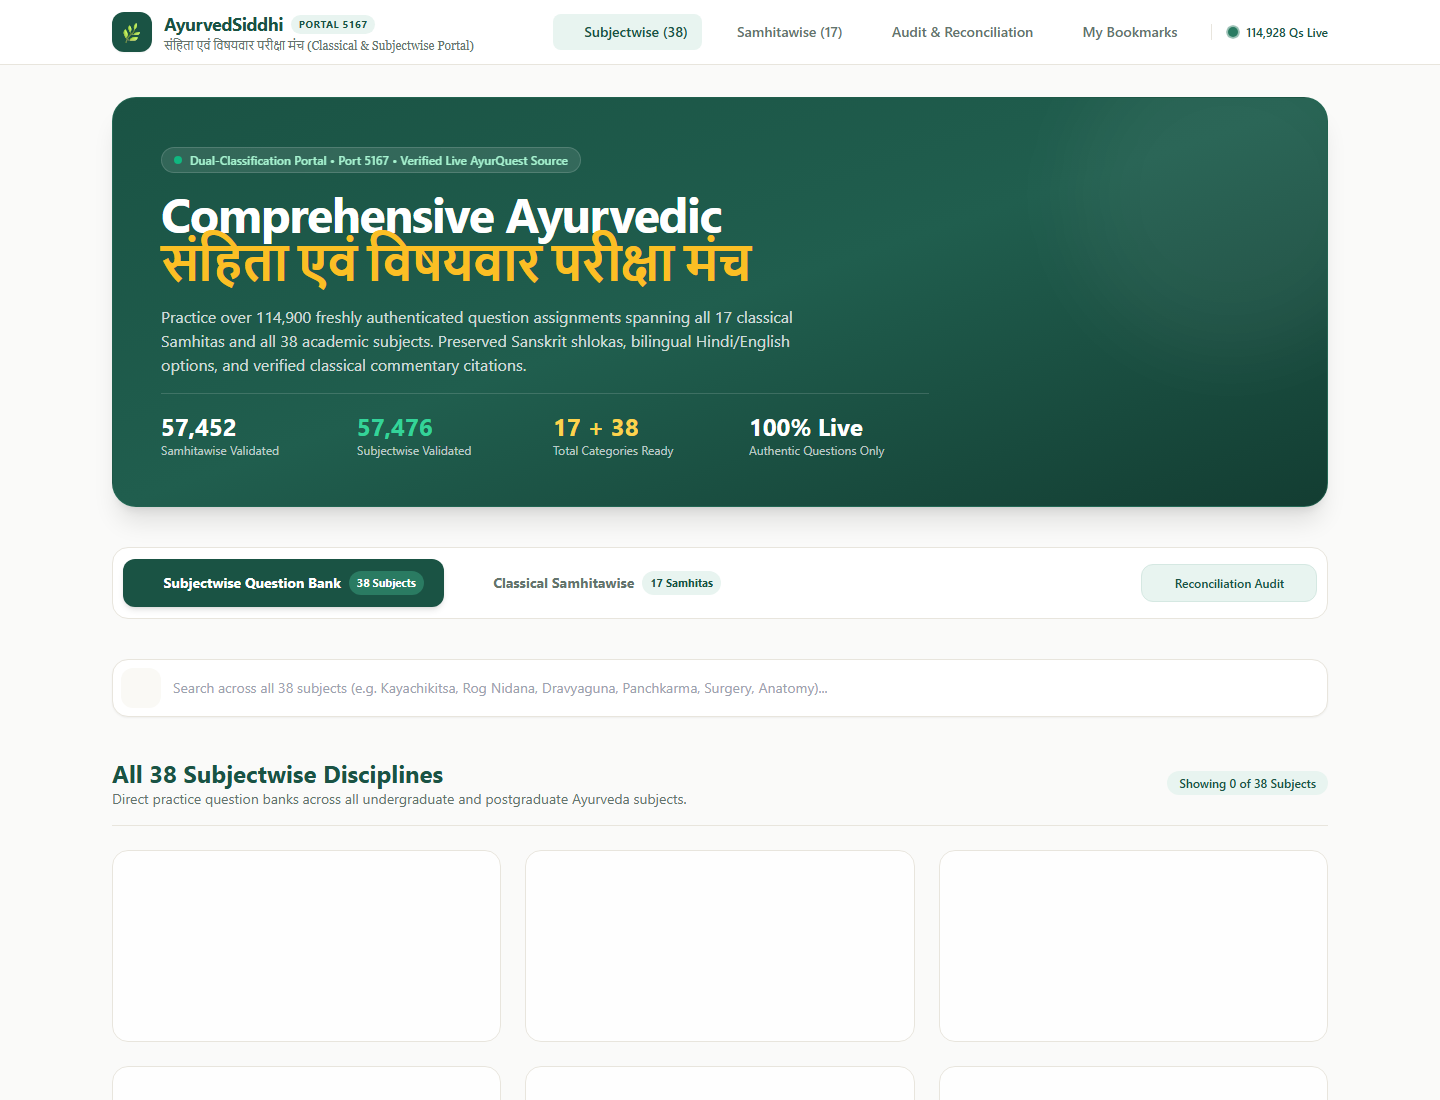 AyurvedSiddhi PORTAL 5167
संहिता एवं विषयवार परीक्षा मंच (Classical & Subjectwise Portal)
Subjectwise (38) Samhitawise (17) Audit & Reconciliation My Bookmarks 114,928 Qs Live
Dual-Classification Portal • Port 5167 • Verified Live AyurQuest Source
Comprehensive Ayurvedic
संहिता एवं विषयवार परीक्षा मंच
Practice over 114,900 freshly authenticated question assignments spanning all 17 classical
Samhitas and all 38 academic subjects. Preserved Sanskrit shlokas, bilingual Hindi/English
options, and verified classical commentary citations.
57,452 57,476 17 + 38 100% Live
Samhitawise Validated Subjectwise Validated Total Categories Ready Authentic Questions Only
Subjectwise Question Bank 38 Subjects Classical Samhitawise 17 Samhitas Reconciliation Audit
Search across all 38 subjects (e.g. Kayachikitsa, Rog Nidana, Dravyaguna, Panchkarma, Surgery, Anatomy)...
All 38 Subjectwise Disciplines
Direct practice question banks across all undergraduate and postgraduate Ayurveda subjects.
Showing 0 of 38 Subjects